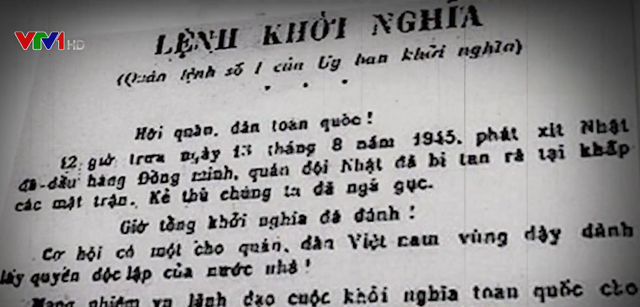 VTV1 HD
LỆNH KHỞI NGHĨA
(Quân lệnh số 1 của Uỷ ban khởi nghĩa)
Hỡi quân, dân toàn quốc!
12 giờ trưa ngày 13 tháng 8 năm 1945, phát xít Nhật
đã đầu hàng Đồng minh, quân đội Nhật đã bị tan rã tại khắp
các mặt trận. Kẻ thù chúng ta đã ngã gục.
Giờ tổng khởi nghĩa đã đánh!
Cơ hội có một cho quân, dân Việt nam vùng dậy dành
lấy quyền độc lập của nước nhà!
nhiệm vụ lãnh đạo cuộc khởi nghĩa toàn quốc cho